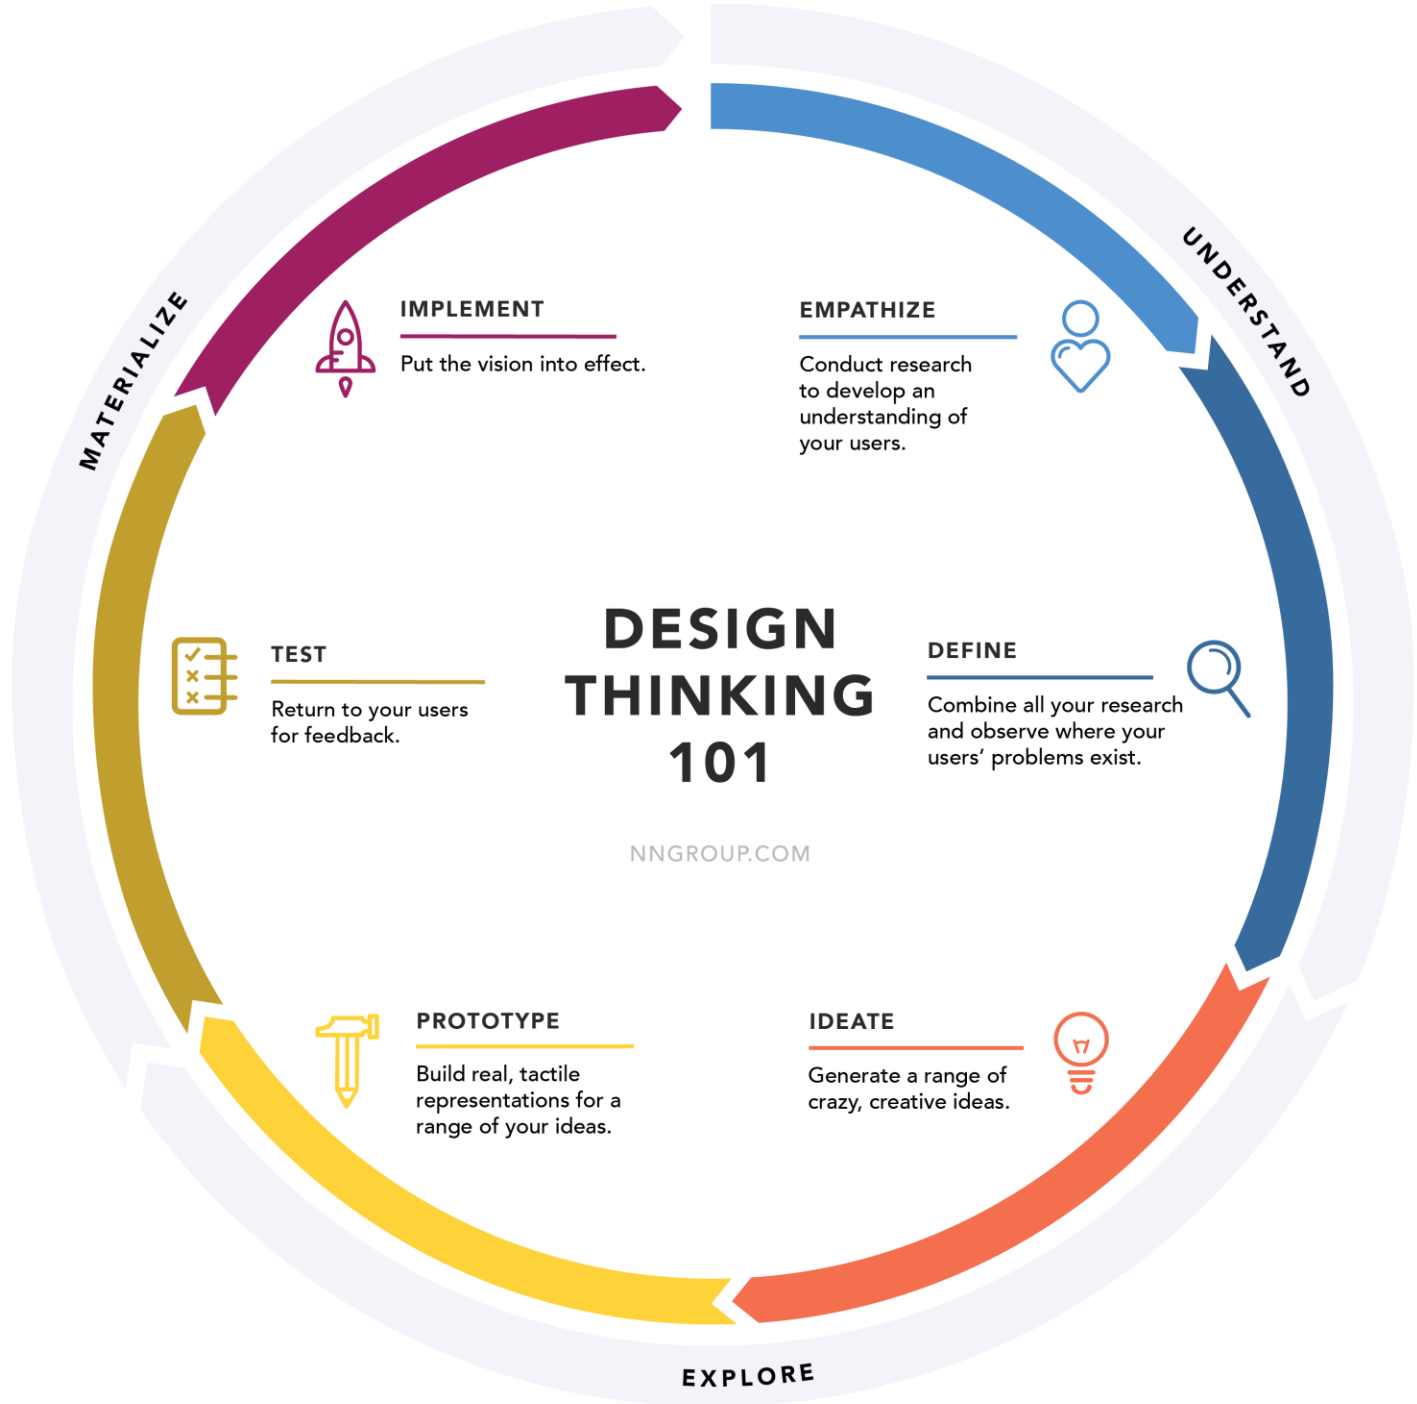 UNDERSTAND
MATERIALIZE
IMPLEMENT
Put the vision into effect.
EMPATHIZE
Conduct research
to develop an
understanding of
your users.
DESIGN
THINKING
101
NNGROUP.COM
TEST
Return to your users
for feedback.
DEFINE
Combine all your research
and observe where your
users’ problems exist.
PROTOTYPE
Build real, tactile
representations for a
range of your ideas.
IDEATE
Generate a range of
crazy, creative ideas.
EXPLORE